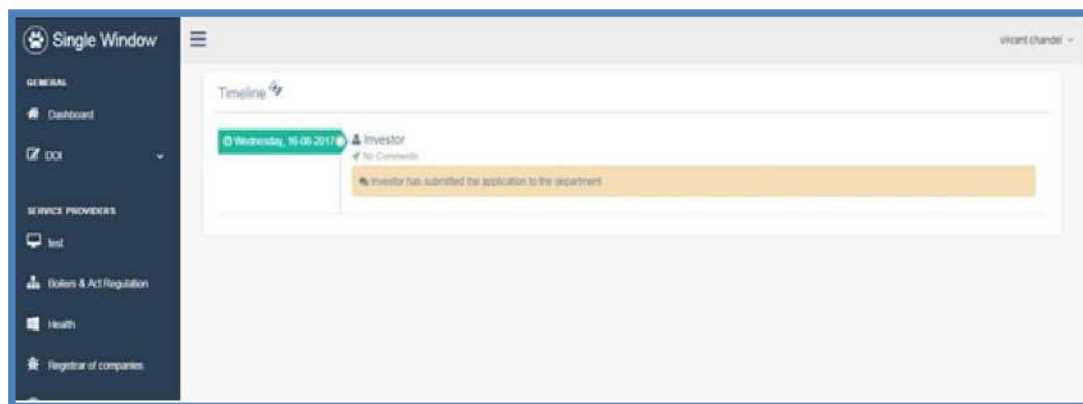 Single Window
GENERAL
Dashboard
DOI
SERVICE PROVIDERS
test
Boilers & Act Regulation
Health
Registrar of companies
chandel
Timeline
Wednesday, 16-08-2017
Investor
No Comments
Investor has submitted the application to the department